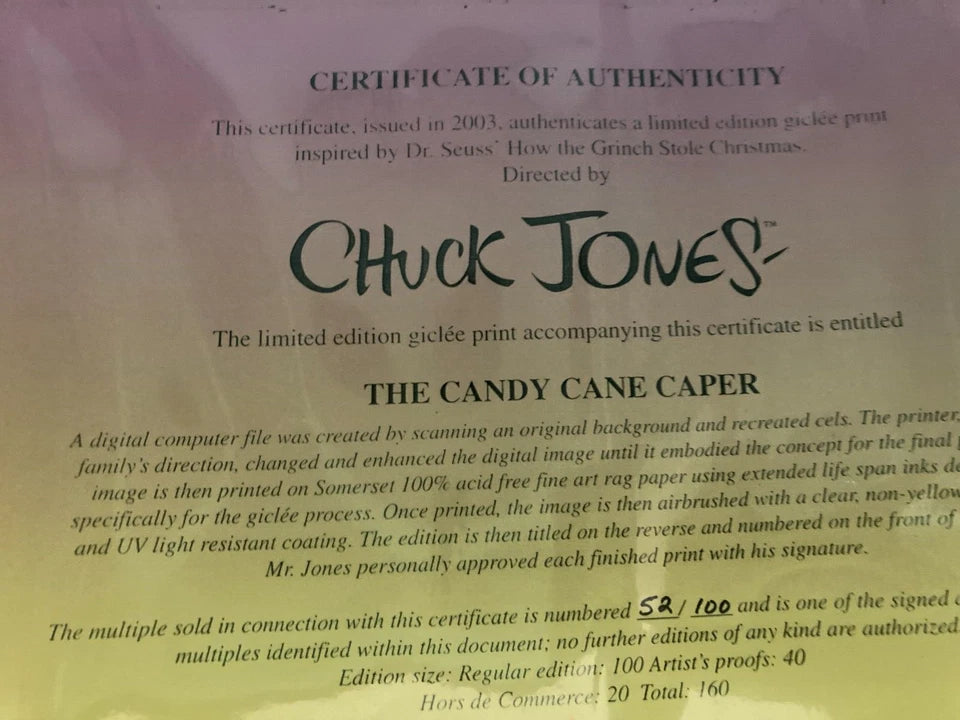 CERTIFICATE OF AUTHENTICITY
This certificate, issued in 2003, authenticates a limited edition giclée print
inspired by Dr. Seuss' How the Grinch Stole Christmas.
Directed by
CHUCK JONES™
The limited edition giclée print accompanying this certificate is entitled
THE CANDY CANE CAPER
A digital computer file was created by scanning an original background and recreated cels. The printer,
family's direction, changed and enhanced the digital image until it embodied the concept for the final
image is then printed on Somerset 100% acid free fine art rag paper using extended life span inks
specifically for the giclée process. Once printed, the image is then airbrushed with a clear, non-yellow
and UV light resistant coating. The edition is then titled on the reverse and numbered on the front of
Mr. Jones personally approved each finished print with his signature.
The multiple sold in connection with this certificate is numbered 52/100 and is one of the signed
multiples identified within this document; no further editions of any kind are authorized
Edition size: Regular edition: 100 Artist's proofs: 40
Hors de Commerce: 20 Total: 160